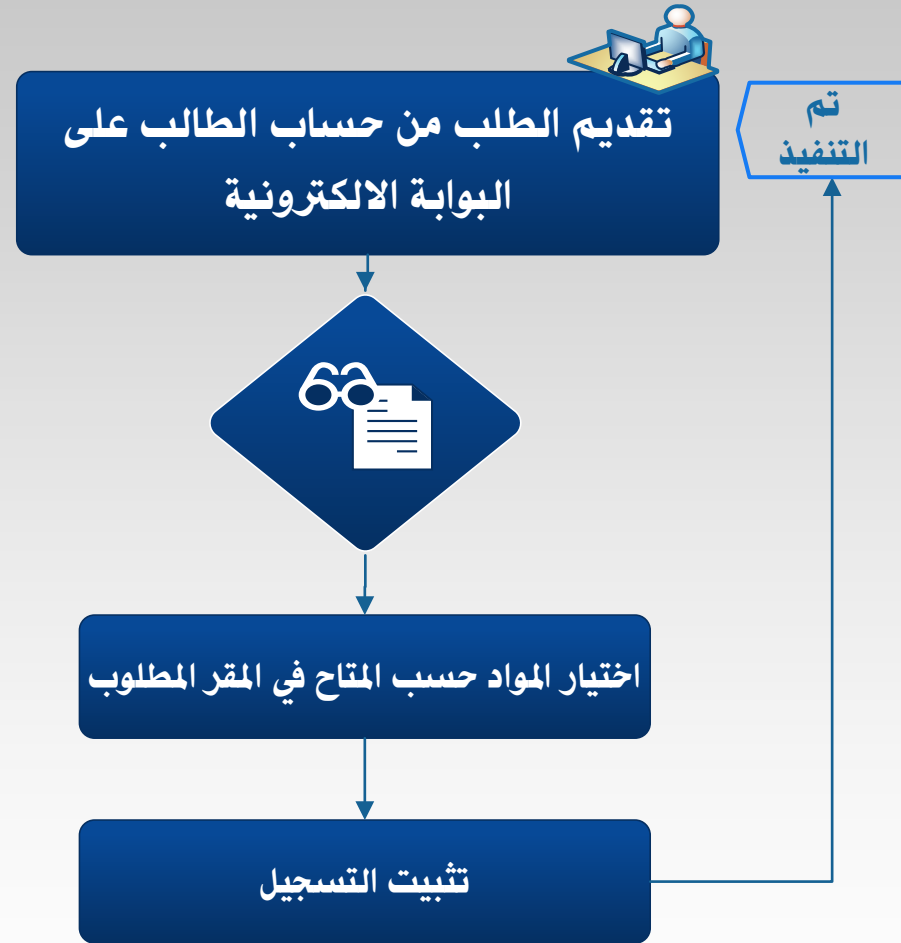 تقديم الطلب من حساب الطالب على
البوابة الالكترونية
تم
التنفيذ
اختيار المواد حسب المتاح في المقر المطلوب
تثبيت التسجيل